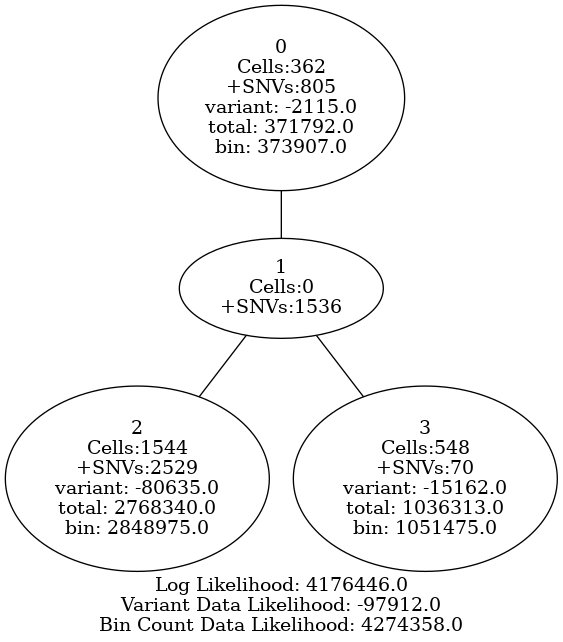 0
Cells:362
+SNVs:805
variant: -2115.0
total: 371792.0
bin: 373907.0
1
Cells:0
+SNVs:1536
2
Cells:1544
+SNVs:2529
variant: -80635.0
total: 2768340.0
bin: 2848975.0
3
Cells:548
+SNVs:70
variant: -15162.0
total: 1036313.0
bin: 1051475.0
Log Likelihood: 4176446.0
Variant Data Likelihood: -97912.0
Bin Count Data Likelihood: 4274358.0